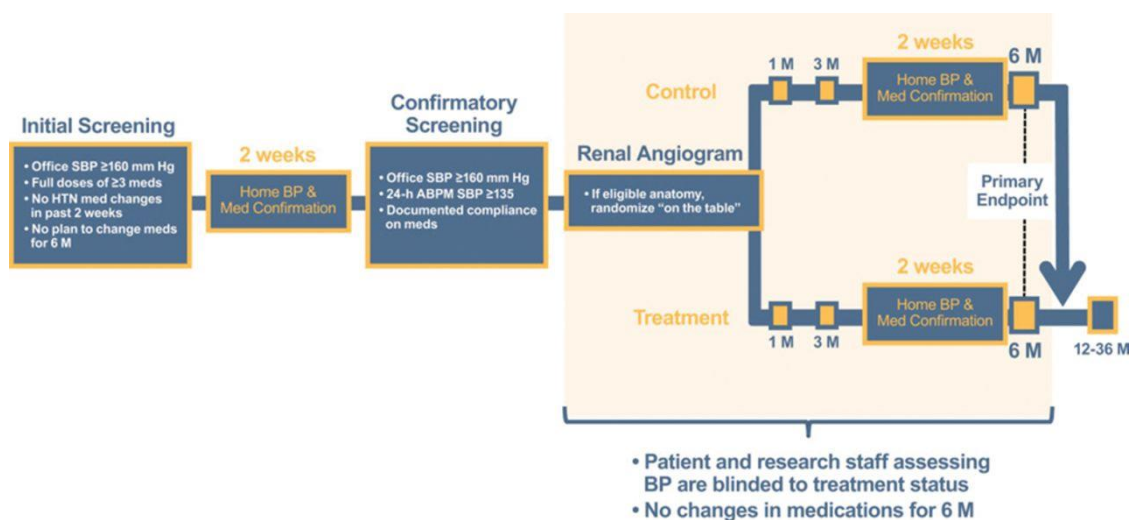 Initial Screening
• Office SBP ≥160 mm Hg
• Full doses of ≥3 meds
• No HTN med changes
in past 2 weeks
• No plan to change meds
for 6 M
2 weeks
Home BP &
Med Confirmation
Confirmatory
Screening
• Office SBP ≥160 mm Hg
• 24-h ABPM SBP ≥135
• Documented compliance
on meds
Renal Angiogram
• If eligible anatomy,
randomize “on the table”
Control
1 M
3 M
2 weeks
Home BP &
Med Confirmation
6 M
Primary
Endpoint
Treatment
1 M
3 M
2 weeks
Home BP &
Med Confirmation
6 M
12-36 M
• Patient and research staff assessing
BP are blinded to treatment status
• No changes in medications for 6 M